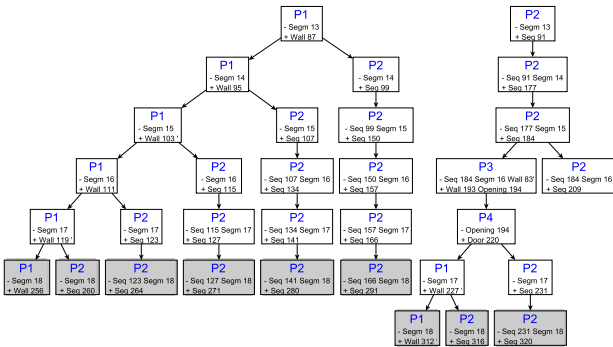 P1
- Segm 13
+ Wall 87
P2
- Segm 13
+ Seq 91
P1
- Segm 14
+ Wall 95
P2
- Segm 14
+ Seq 99
P2
- Seq 91 Segm 14
+ Seq 177
P1
- Segm 15
+ Wall 103 '
P2
- Segm 15
+ Seq 107
P2
- Seq 99 Segm 15
+ Seq 150
P2
- Seq 177 Segm 15
+ Seq 184
P1
- Segm 16
+ Wall 111
P2
- Segm 16
+ Seq 115
P2
- Seq 107 Segm 16
+ Seq 134
P2
- Seq 150 Segm 16
+ Seq 157
P3
- Seq 184 Segm 16 Wall 83'
+ Wall 193 Opening 194
P2
- Seq 184 Segm 16
+ Seq 209
P1
- Segm 17
+ Wall 119 '
P2
- Segm 17
+ Seq 123
P2
- Seq 115 Segm 17
+ Seq 127
P2
- Seq 134 Segm 17
+ Seq 141
P2
- Seq 157 Segm 17
+ Seq 166
P4
- Opening 194
+ Door 220
P1
- Segm 18
+ Wall 256
P2
- Segm 18
+ Seq 260
P2
- Seq 123 Segm 18
+ Seq 264
P2
- Seq 127 Segm 18
+ Seq 271
P2
- Seq 141 Segm 18
+ Seq 280
P2
- Seq 166 Segm 18
+ Seq 291
P1
- Segm 17
+ Wall 227 '
P2
- Segm 17
+ Seq 231
P1
- Segm 18
+ Wall 312 '
P2
- Segm 18
+ Seq 316
P2
- Seq 231 Segm 18
+ Seq 320